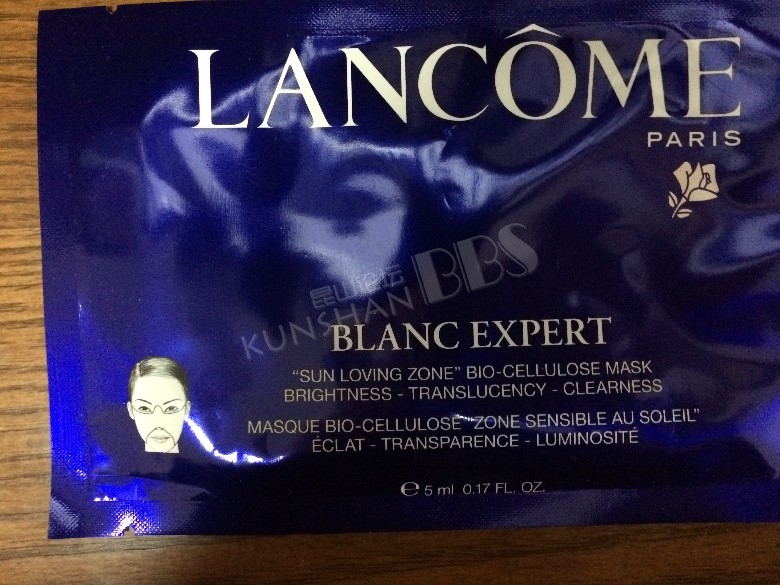 LANCÔME
PARIS
昆山论坛 BBS
KUNSHAN
BLANC EXPERT
“SUN LOVING ZONE” BIO-CELLULOSE MASK
BRIGHTNESS - TRANSLUCENCY - CLEARNESS
MASQUE BIO-CELLULOSE “ZONE SENSIBLE AU SOLEIL”
ÉCLAT - TRANSPARENCE - LUMINOSITÉ
℮ 5 ml 0.17 FL. OZ.